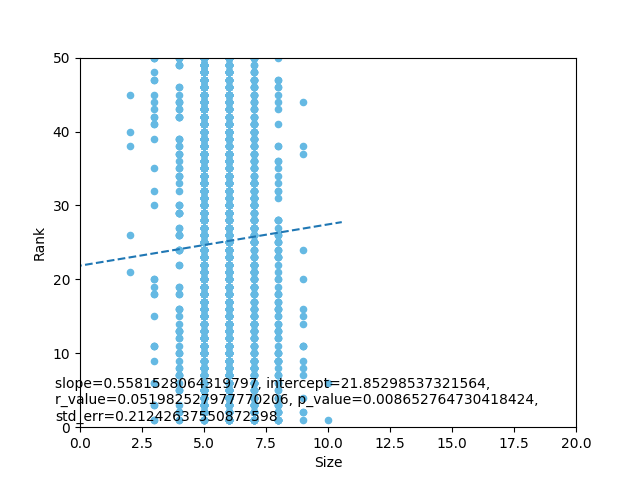 50
40
30
20
10
0
Rank
slope=0.5581528064319797, intercept=21.85298537321564,
r_value=0.051982527977770206, p_value=0.008652764730418424,
std_err=0.21242637550872598
0.0 2.5 5.0 7.5 10.0 12.5 15.0 17.5 20.0
Size